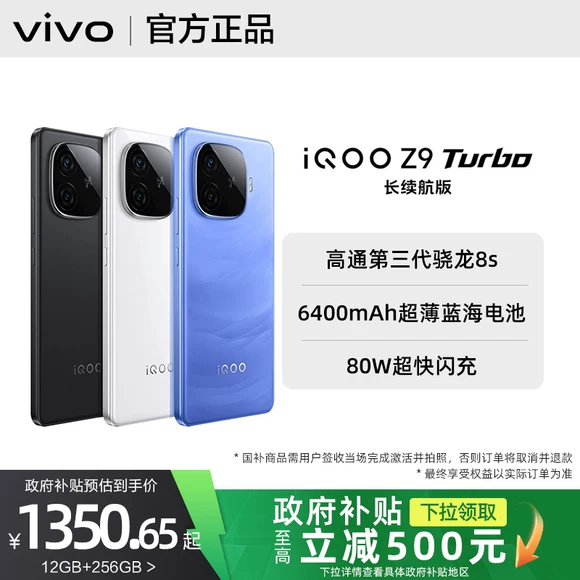 vivo 官方正品
iQOO Z9 Turbo
长续航版
高通第三代骁龙8s
6400mAh超薄蓝海电池
80W超快闪充
iQOO
iQOO
iQOO
* 国补商品需用户签收当场完成激活并拍照，否则订单将取消并退款
* 最终享受权益以实际订单为准
政府补贴预估到手价
¥1350.65起
12GB+256GB >
政府补贴 下拉领取
至高立减500元
下拉详情查看具体政府补贴地区